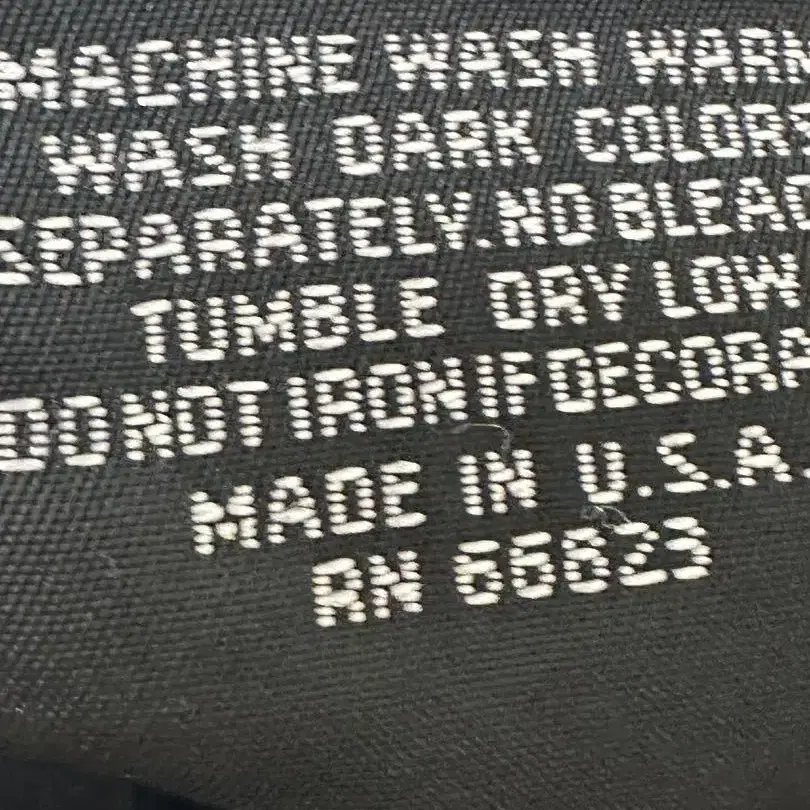 MACHINE WASH WARM
WASH DARK COLORS
SEPARATELY.NO BLEAC
TUMBLE DRY LOW
DO NOT IRON IF DECORA
MADE IN U.S.A.
RN 66623